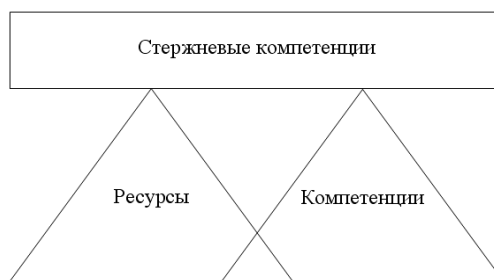 Стержневые компетенции
Ресурсы
Компетенции